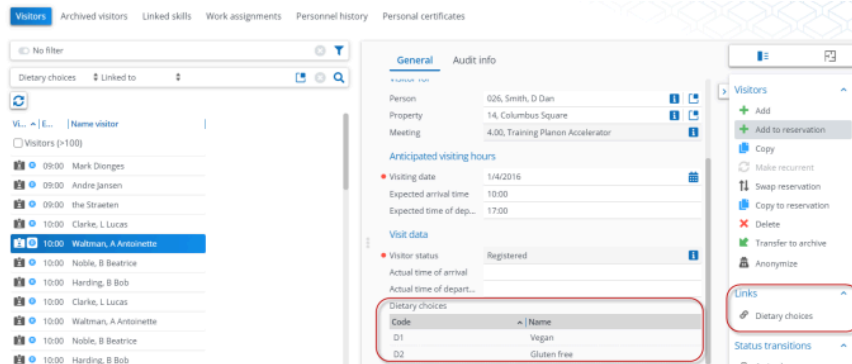 Visitors Archived visitors Linked skills Work assignments Personnel history Personal certificates
No filter
Dietary choices Linked to
Vi... E... Name visitor
Visitors (>100)
09:00 Mark Dionges
09:00 Andre Jansen
09:00 the Straeten
10:00 Clarke, L Lucas
10:00 Waltman, A Antoinette
10:00 Noble, B Beatrice
10:00 Harding, B Bob
10:00 Clarke, L Lucas
10:00 Waltman, A Antoinette
10:00 Noble, B Beatrice
10:00 Harding, B Bob
General Audit info
Person 026, Smith, D Dan
Property 14, Columbus Square
Meeting 4.00, Training Planon Accelerator
Anticipated visiting hours
Visiting date 1/4/2016
Expected arrival time 10:00
Expected time of dep... 17:00
Visit data
Visitor status Registered
Actual time of arrival
Actual time of depart...
Dietary choices
Code Name
D1 Vegan
D2 Gluten free
Visitors
Add
Add to reservation
Copy
Make recurrent
Swap reservation
Copy to reservation
Delete
Transfer to archive
Anonymize
Links
Dietary choices
Status transitions